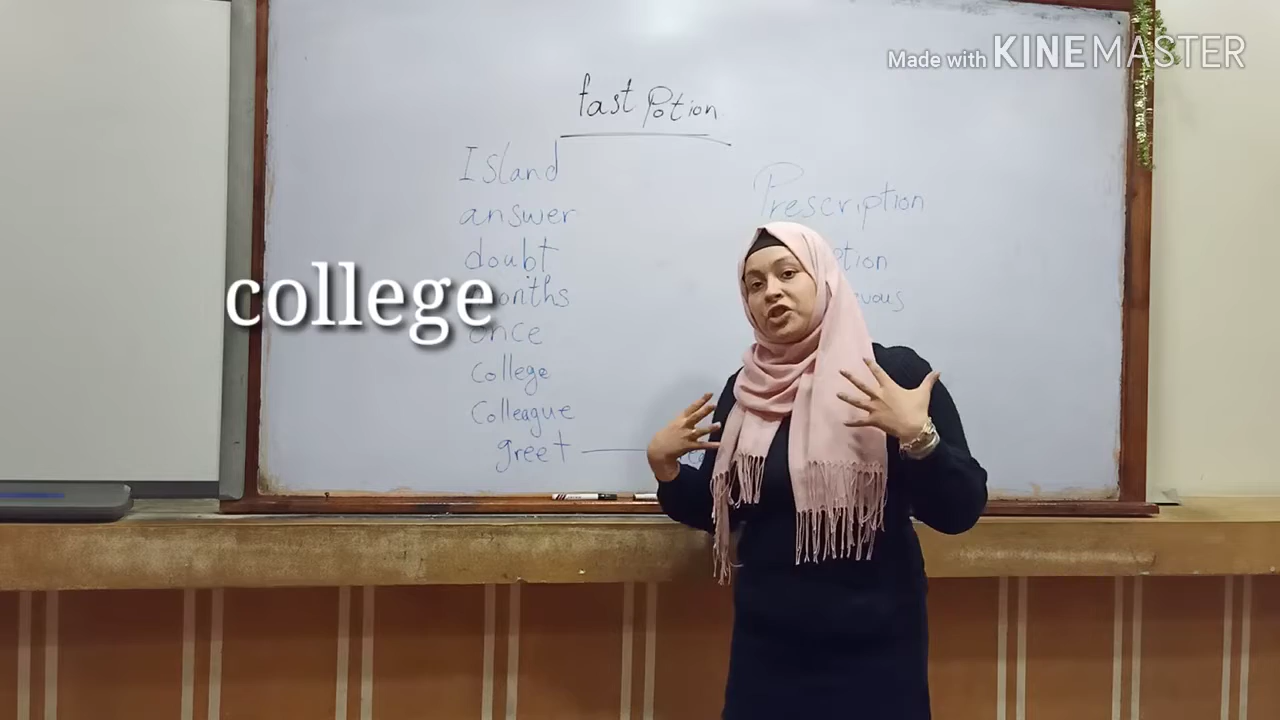 Made with KINEMASTER
fast Potion
Island
answer
doubt
college
once
College
Colleague
greet
Prescription